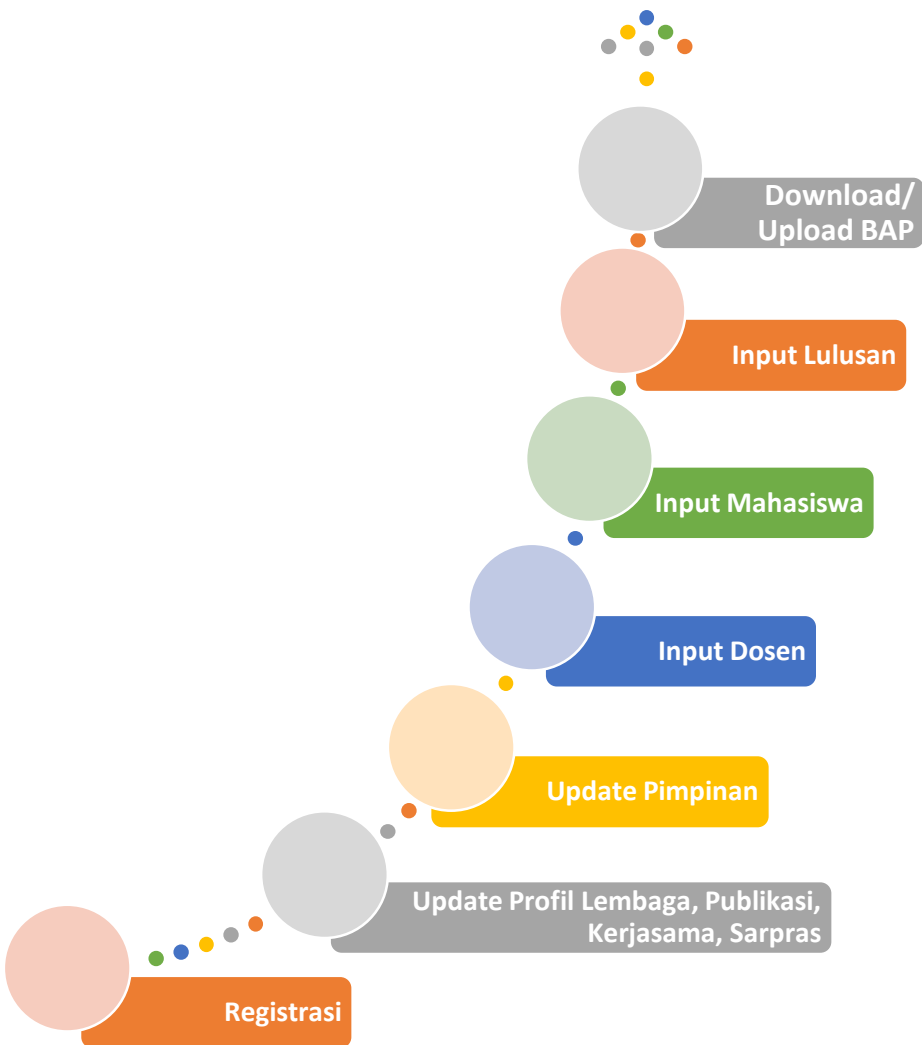 Download/
Upload BAP
Input Lulusan
Input Mahasiswa
Input Dosen
Update Pimpinan
Update Profil Lembaga, Publikasi,
Kerjasama, Sarpras
Registrasi